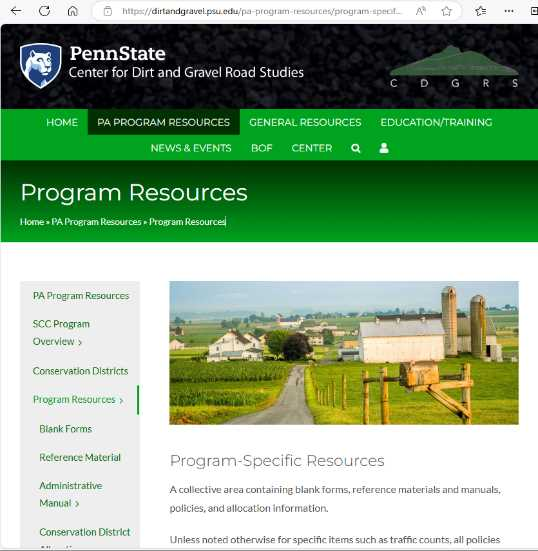 https://dirtandgravel.psu.edu/pa-program-resources/program-specif...
PennState
Center for Dirt and Gravel Road Studies
C D G R S
HOME PA PROGRAM RESOURCES GENERAL RESOURCES EDUCATION/TRAINING
NEWS & EVENTS BOF CENTER
Program Resources
Home » PA Program Resources » Program Resources
PA Program Resources
SCC Program
Overview >
Conservation Districts
Program Resources >
Blank Forms
Reference Material
Administrative
Manual >
Conservation District
Program-Specific Resources
A collective area containing blank forms, reference materials and manuals,
policies, and allocation information.
Unless noted otherwise for specific items such as traffic counts, all policies